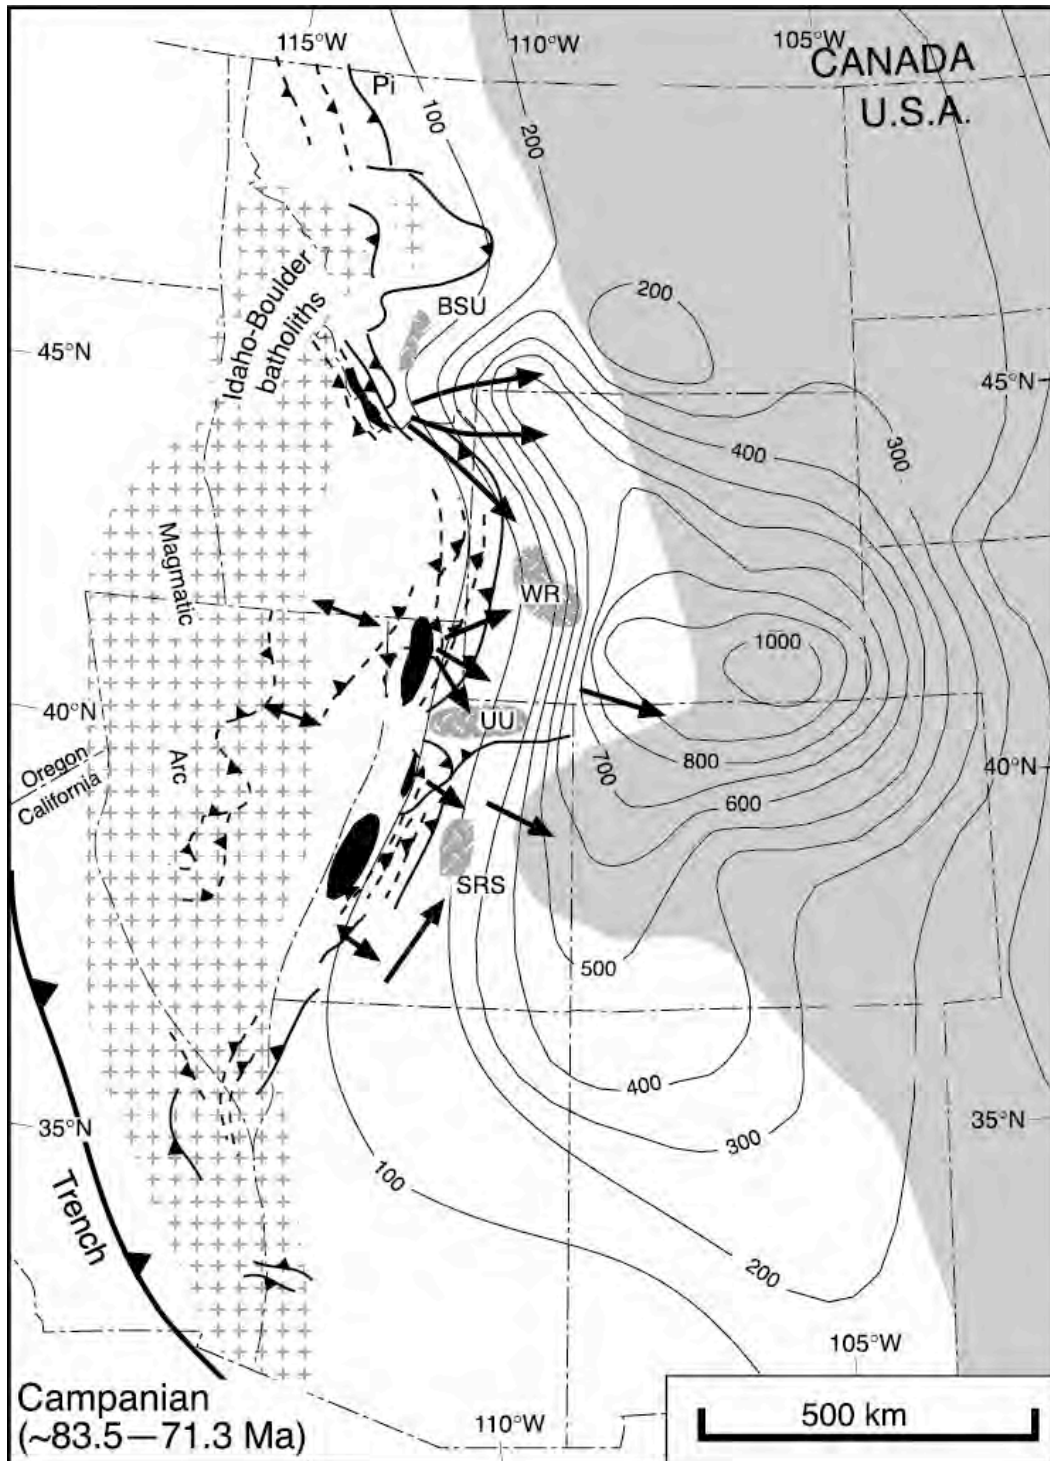 115°W
110°W
105°W
CANADA
U.S.A.
Pi
100
200
Idaho-Boulder
batholiths
BSU
200
45°N
45°N
400
300
Magmatic
WR
1000
40°N
UU
Oregon
California
Arc
700
800
40°N
600
SRS
500
400
35°N
35°N
300
100
Trench
200
105°W
Campanian
(~83.5—71.3 Ma)
110°W
500 km